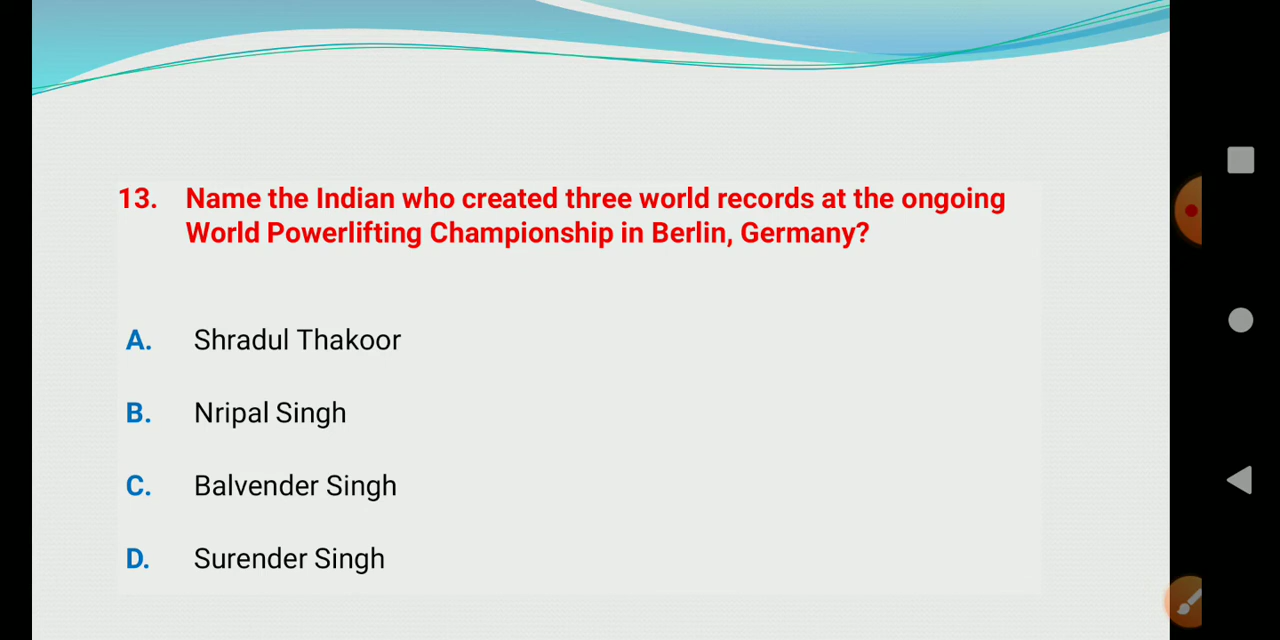 13. Name the Indian who created three world records at the ongoing
World Powerlifting Championship in Berlin, Germany?
A. Shradul Thakoor
B. Nripal Singh
C. Balvender Singh
D. Surender Singh